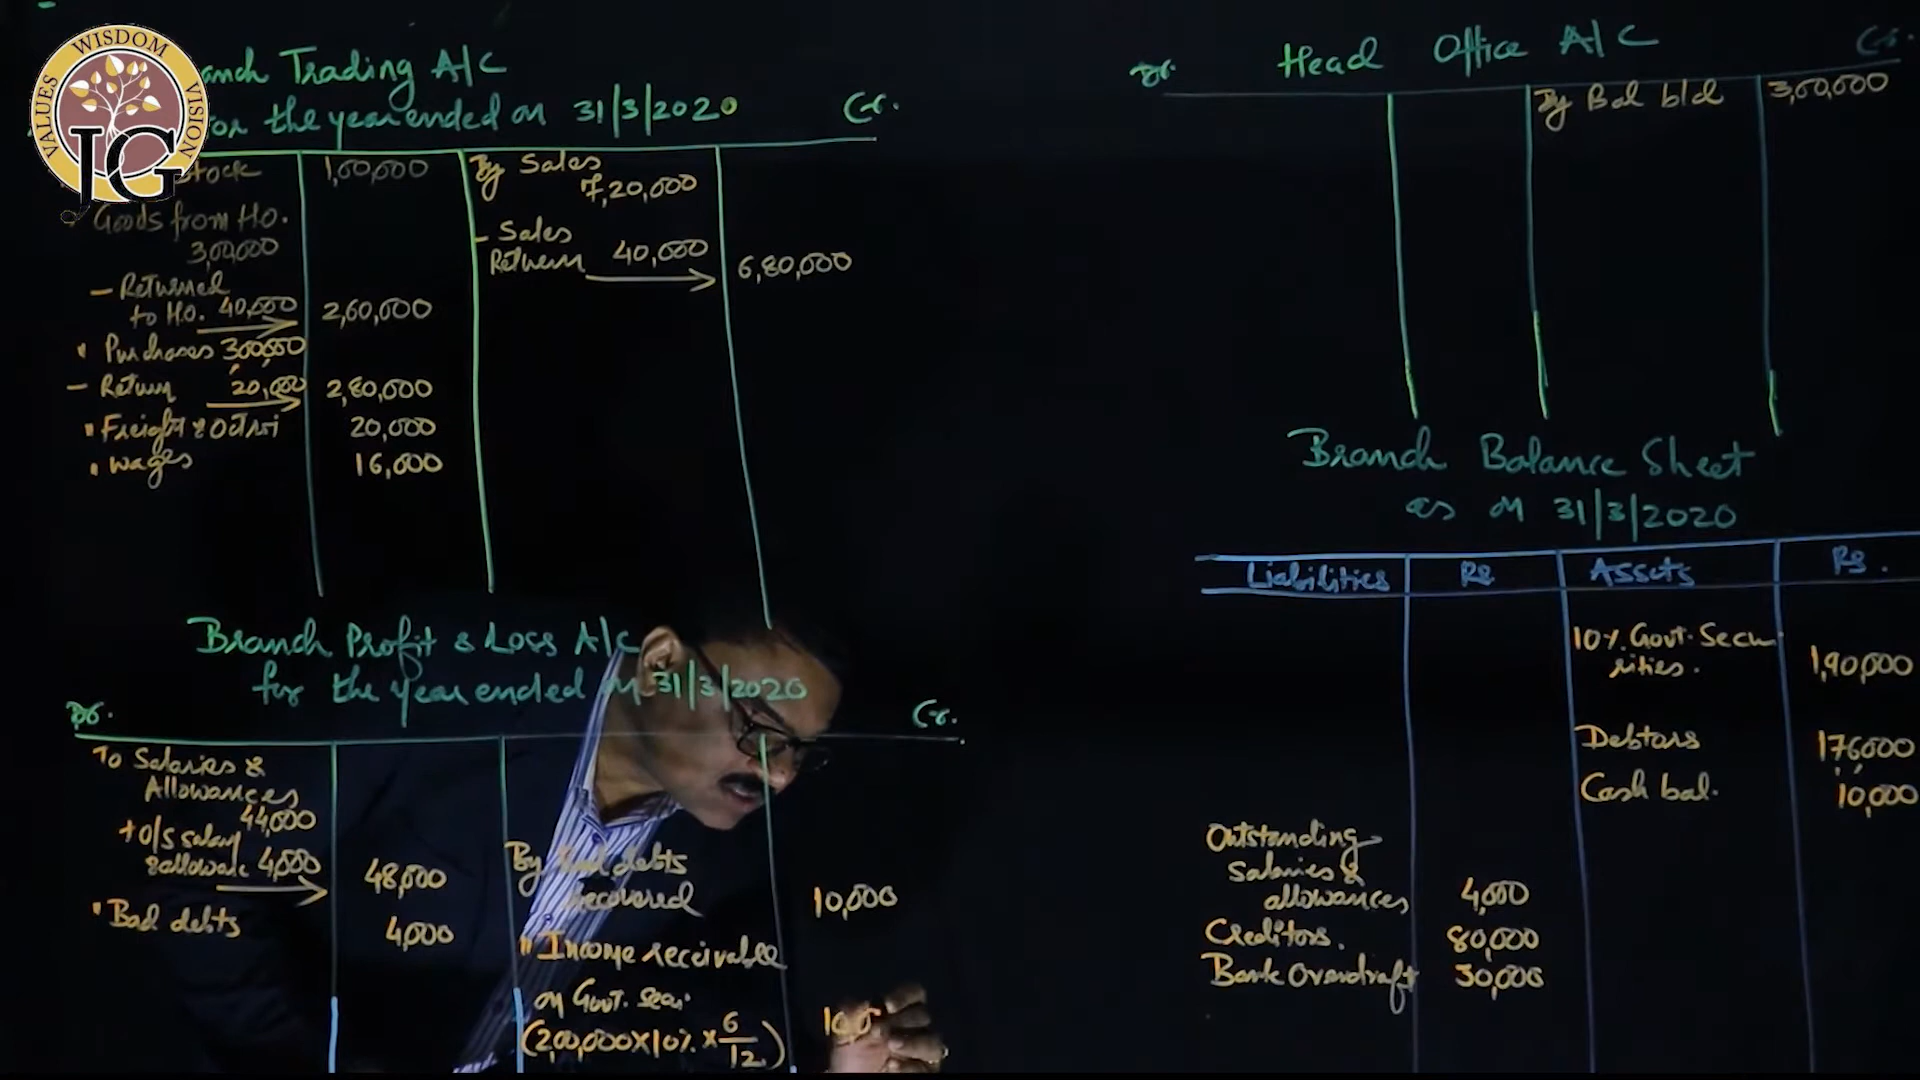 VALUES WISDOM VISION
JG
anch Trading A/C
for the year ended on 31/3/2020 Cr.
stock 1,00,000
Goods from H.O.
3,00,000
- Returned
to H.O. 40,000 2,60,000
" Purchases 300,000
- Return 20,000 2,80,000
" Freight & Octroi 20,000
" wages 16,000
By Sales
7,20,000
- Sales
Return 40,000 6,80,000
Branch Profit & Loss A/C
for the year ended on 31/3/2020
Dr. Cr.
To Salaries &
Allowances
44,000
+ O/S salary
& allowance 4,000 48,000
" Bad debts 4,000
By Bad debts
recovered 10,000
" Income receivable
on Govt. Secu.
(2,00,000 x 10% x 6/12)
Dr. Head Office A/C Cr.
By Bal b/d 3,00,000
Branch Balance Sheet
as on 31/3/2020
Liabilities Rs. Assets Rs.
10% Govt. Secu
rities. 1,90,000
Debtors 1,76,000
Cash bal. 10,000
Outstanding
Salaries &
allowances 4,000
Creditors. 80,000
Bank Overdraft 30,000